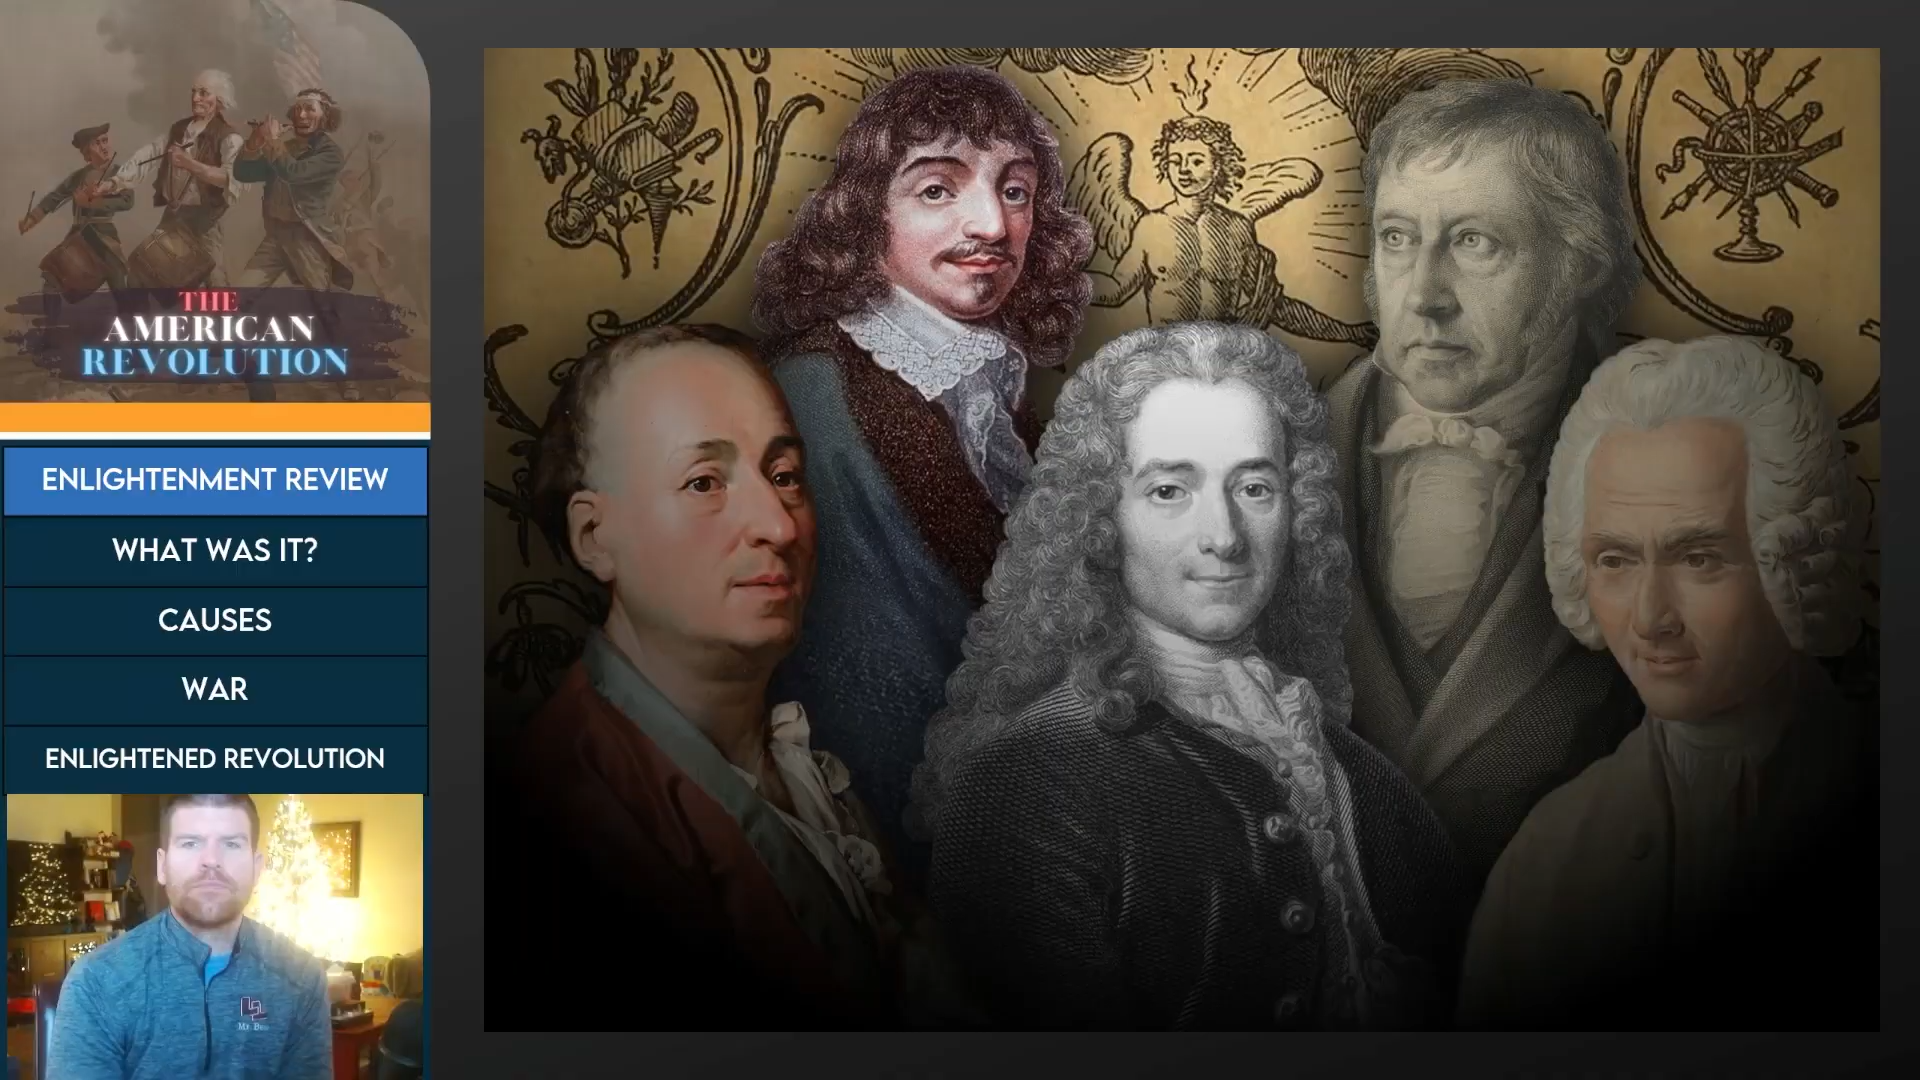 THE
AMERICAN
REVOLUTION
ENLIGHTENMENT REVIEW
WHAT WAS IT?
CAUSES
WAR
ENLIGHTENED REVOLUTION